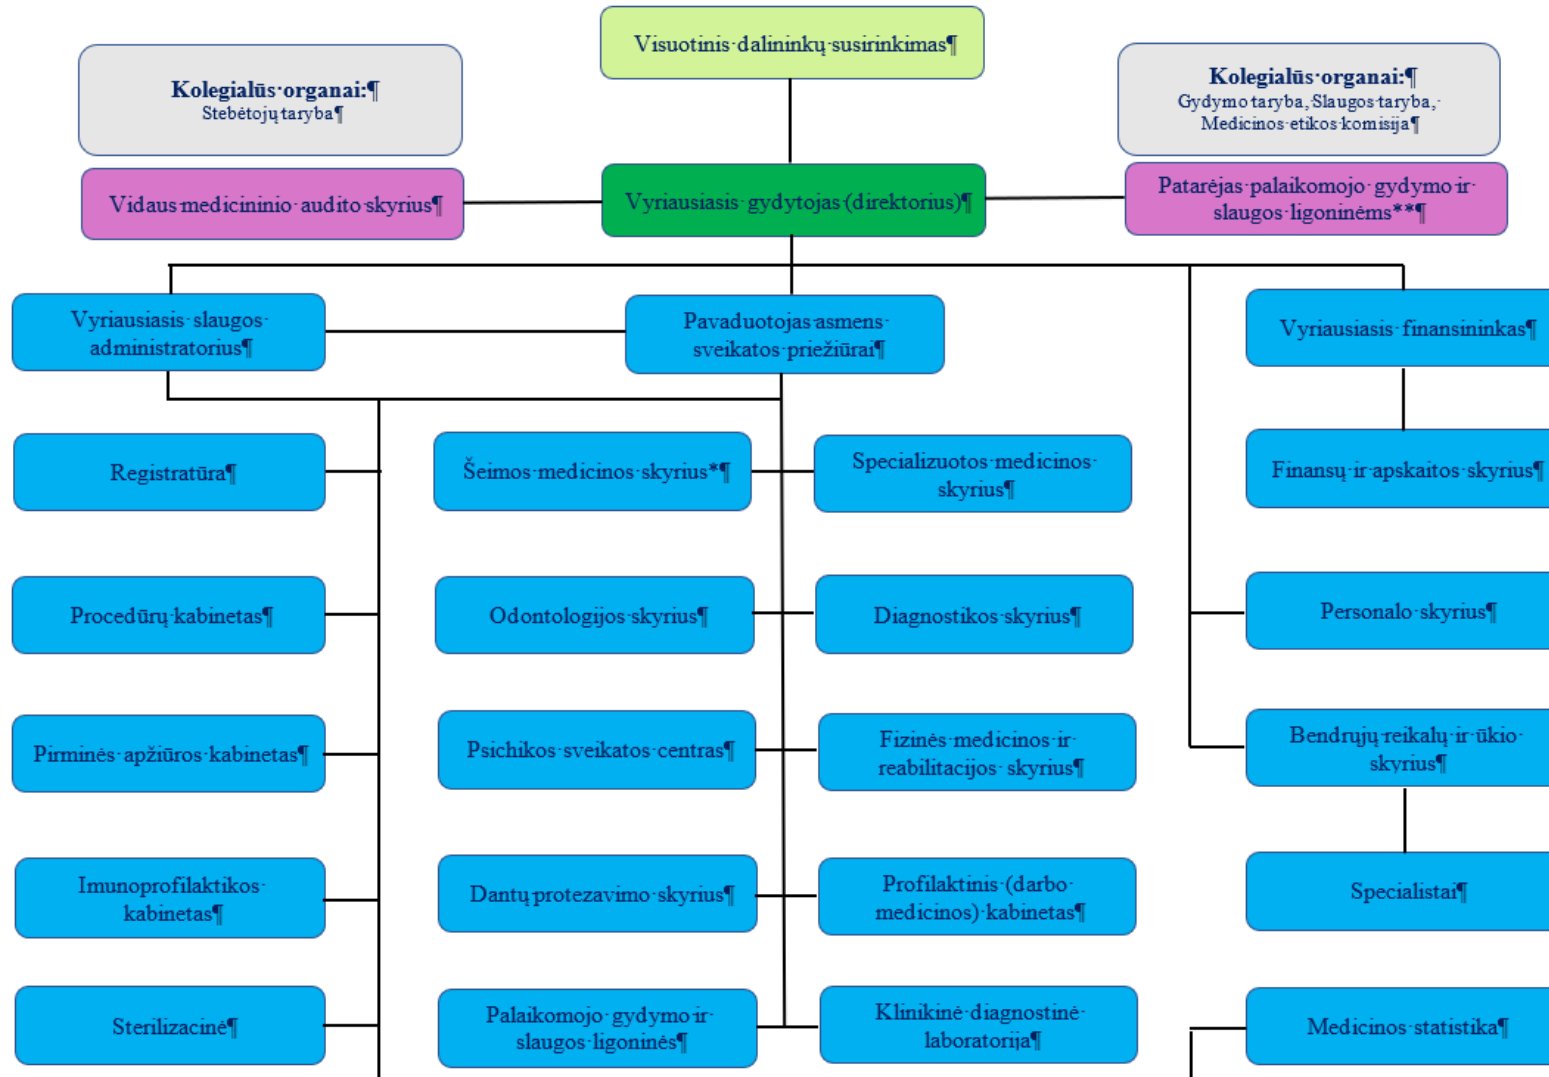 Visuotinis dalininkų susirinkimas¶
Kolegialūs organai:¶
Stebėtojų taryba¶
Kolegialūs organai:¶
Gydymo taryba, Slaugos taryba,
Medicinos etikos komisija¶
Vidaus medicininio audito skyrius¶
Vyriausiasis gydytojas (direktorius)¶
Patarėjas palaikomojo gydymo ir
slaugos ligoninėms**¶
Vyriausiasis slaugos
administratorius¶
Pavaduotojas asmens
sveikatos priežiūrai¶
Vyriausiasis finansininkas¶
Registratūra¶
Šeimos medicinos skyrius*¶
Specializuotos medicinos
skyrius¶
Finansų ir apskaitos skyrius¶
Procedūrų kabinetas¶
Odontologijos skyrius¶
Diagnostikos skyrius¶
Personalo skyrius¶
Pirminės apžiūros kabinetas¶
Psichikos sveikatos centras¶
Fizinės medicinos ir
reabilitacijos skyrius¶
Bendrųjų reikalų ir ūkio
skyrius¶
Imunoprofilaktikos
kabinetas¶
Dantų protezavimo skyrius¶
Profilaktinis (darbo
medicinos) kabinetas¶
Specialistai¶
Sterilizacinė¶
Palaikomojo gydymo ir
slaugos ligoninės¶
Klinikinė diagnostinė
laboratorija¶
Medicinos statistika¶